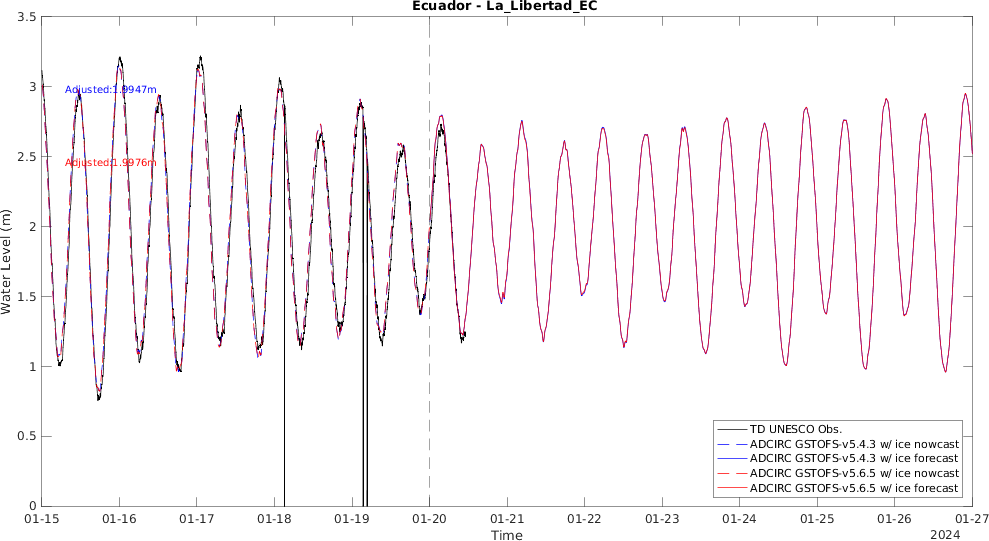 Ecuador - La_Libertad_EC
3.5
3
2.5
2
1.5
1
0.5
0
Water Level (m)
Adjusted:1.9947m
Adjusted:1.9976m
TD UNESCO Obs.
ADCIRC GSTOFS-v5.4.3 w/ ice nowcast
ADCIRC GSTOFS-v5.4.3 w/ ice forecast
ADCIRC GSTOFS-v5.6.5 w/ ice nowcast
ADCIRC GSTOFS-v5.6.5 w/ ice forecast
01-15 01-16 01-17 01-18 01-19 01-20 01-21 01-22 01-23 01-24 01-25 01-26 01-27
Time
2024